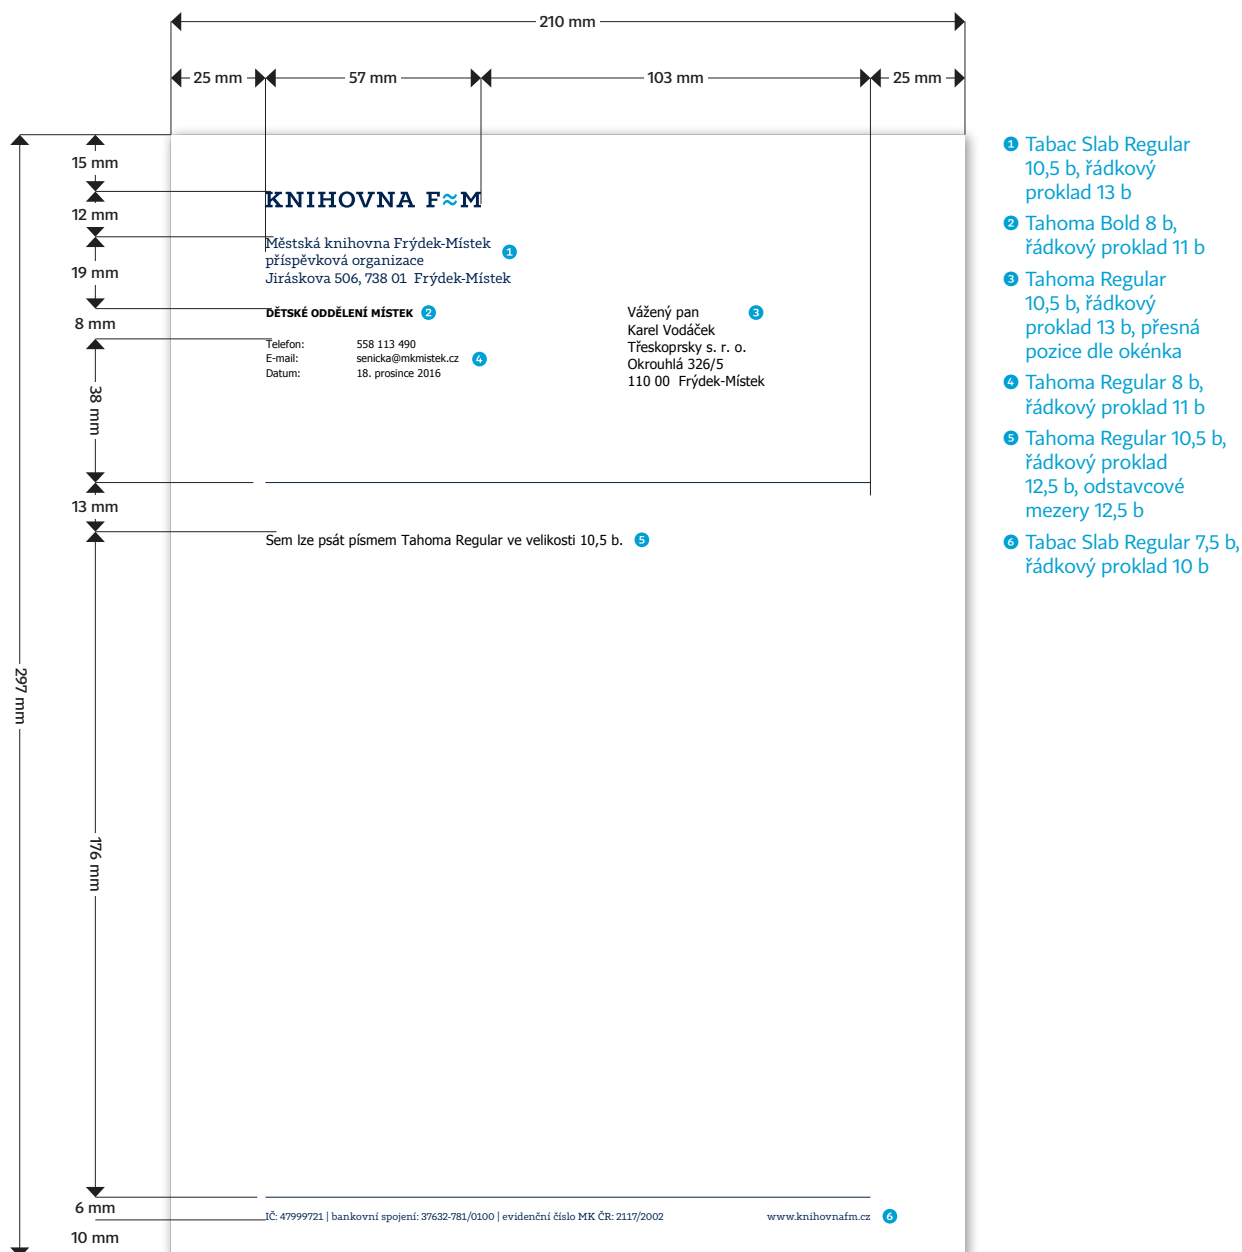 210 mm
25 mm
57 mm
103 mm
25 mm
15 mm
12 mm
19 mm
8 mm
38 mm
13 mm
297 mm
176 mm
6 mm
10 mm
KNIHOVNA F≈M
Městská knihovna Frýdek-Místek
příspěvková organizace
Jiráskova 506, 738 01 Frýdek-Místek
1
DĚTSKÉ ODDĚLENÍ MÍSTEK 2
Telefon: 558 113 490
E-mail: senicka@mkmistek.cz 4
Datum: 18. prosince 2016
Vážený pan 3
Karel Vodáček
Třeskoprsky s. r. o.
Okrouhlá 326/5
110 00 Frýdek-Místek
Sem lze psát písmem Tahoma Regular ve velikosti 10,5 b. 5
IČ: 47999721 | bankovní spojení: 37632-781/0100 | evidenční číslo MK ČR: 2117/2002 www.knihovnafm.cz 6
1 Tabac Slab Regular
10,5 b, řádkový
proklad 13 b
2 Tahoma Bold 8 b,
řádkový proklad 11 b
3 Tahoma Regular
10,5 b, řádkový
proklad 13 b, přesná
pozice dle okénka
4 Tahoma Regular 8 b,
řádkový proklad 11 b
5 Tahoma Regular 10,5 b,
řádkový proklad
12,5 b, odstavcové
mezery 12,5 b
6 Tabac Slab Regular 7,5 b,
řádkový proklad 10 b